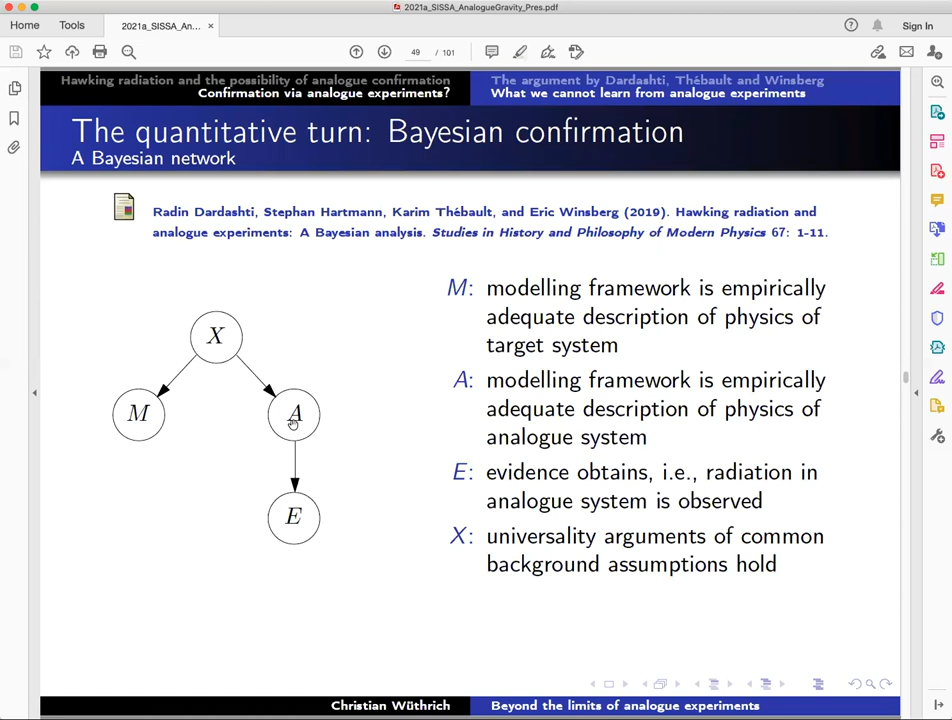 2021a_SISSA_AnalogueGravity_Pres.pdf
Home Tools 2021a_SISSA_An... × Sign In
49 / 101
Hawking radiation and the possibility of analogue confirmation
Confirmation via analogue experiments?
The argument by Dardashti, Thébault and Winsberg
What we cannot learn from analogue experiments
The quantitative turn: Bayesian confirmation
A Bayesian network
Radin Dardashti, Stephan Hartmann, Karim Thébault, and Eric Winsberg (2019). Hawking radiation and
analogue experiments: A Bayesian analysis. Studies in History and Philosophy of Modern Physics 67: 1-11.
X
M
A
E
M: modelling framework is empirically
adequate description of physics of
target system
A: modelling framework is empirically
adequate description of physics of
analogue system
E: evidence obtains, i.e., radiation in
analogue system is observed
X: universality arguments of common
background assumptions hold
Christian Wüthrich
Beyond the limits of analogue experiments